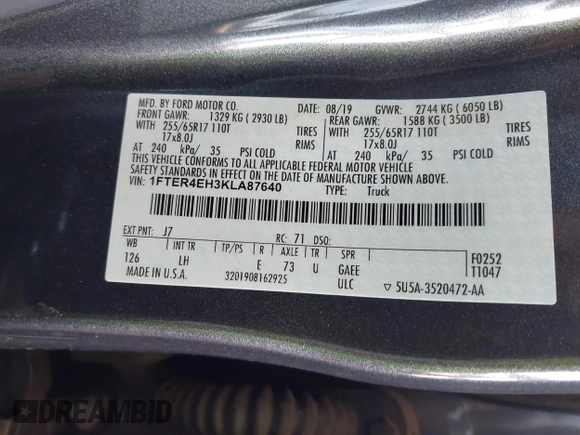 MFD. BY FORD MOTOR CO. 08/19 GVWR: 2744 KG ( 6050 LB)
FRONT GAWR: 1329 KG ( 2930 LB) REAR GAWR: 1588 KG ( 3500 LB)
WITH 255/65R17 110T TIRES WITH 255/65R17 110T TIRES
17x8.0J RIMS 17x8.0J RIMS
AT 240 kPa/ 35 PSI COLD AT 240 kPa/ 35 PSI COLD
THIS VEHICLE CONFORMS TO ALL APPLICABLE FEDERAL MOTOR VEHICLE
SAFETY STANDARDS IN EFFECT ON THE DATE OF MANUFACTURE SHOWN ABOVE.
VIN: 1FTER4EH3KLA87640 TYPE: Truck
EXT PNT: J7 RC: 71 DSO:
WB INT TR TP/PS R AXLE TR SPR F0252
126 LH E 73 U GAEE T1047
MADE IN U.S.A. 3201908162925 ULC ▽ 5U5A-3520472-AA
DREAMBID